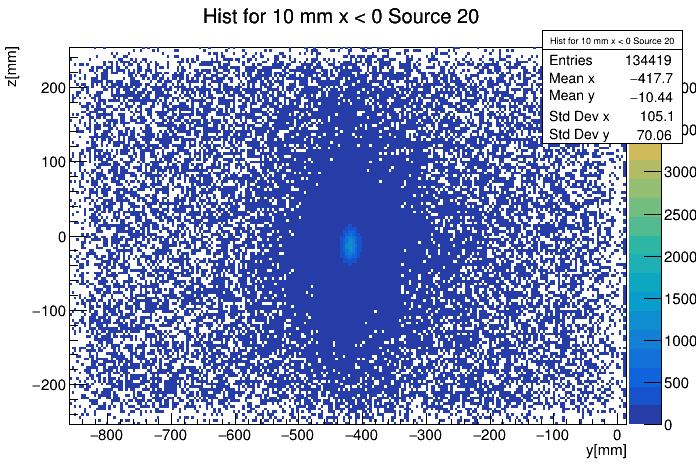 Hist for 10 mm x < 0 Source 20
z[mm]
Hist for 10 mm x < 0 Source 20
Entries 134419
Mean x −417.7
Mean y −10.44
Std Dev x 105.1
Std Dev y 70.06
200
100
0
−100
−200
3000
2500
2000
1500
1000
500
0
−800 −700 −600 −500 −400 −300 −200 −100 0
y[mm]